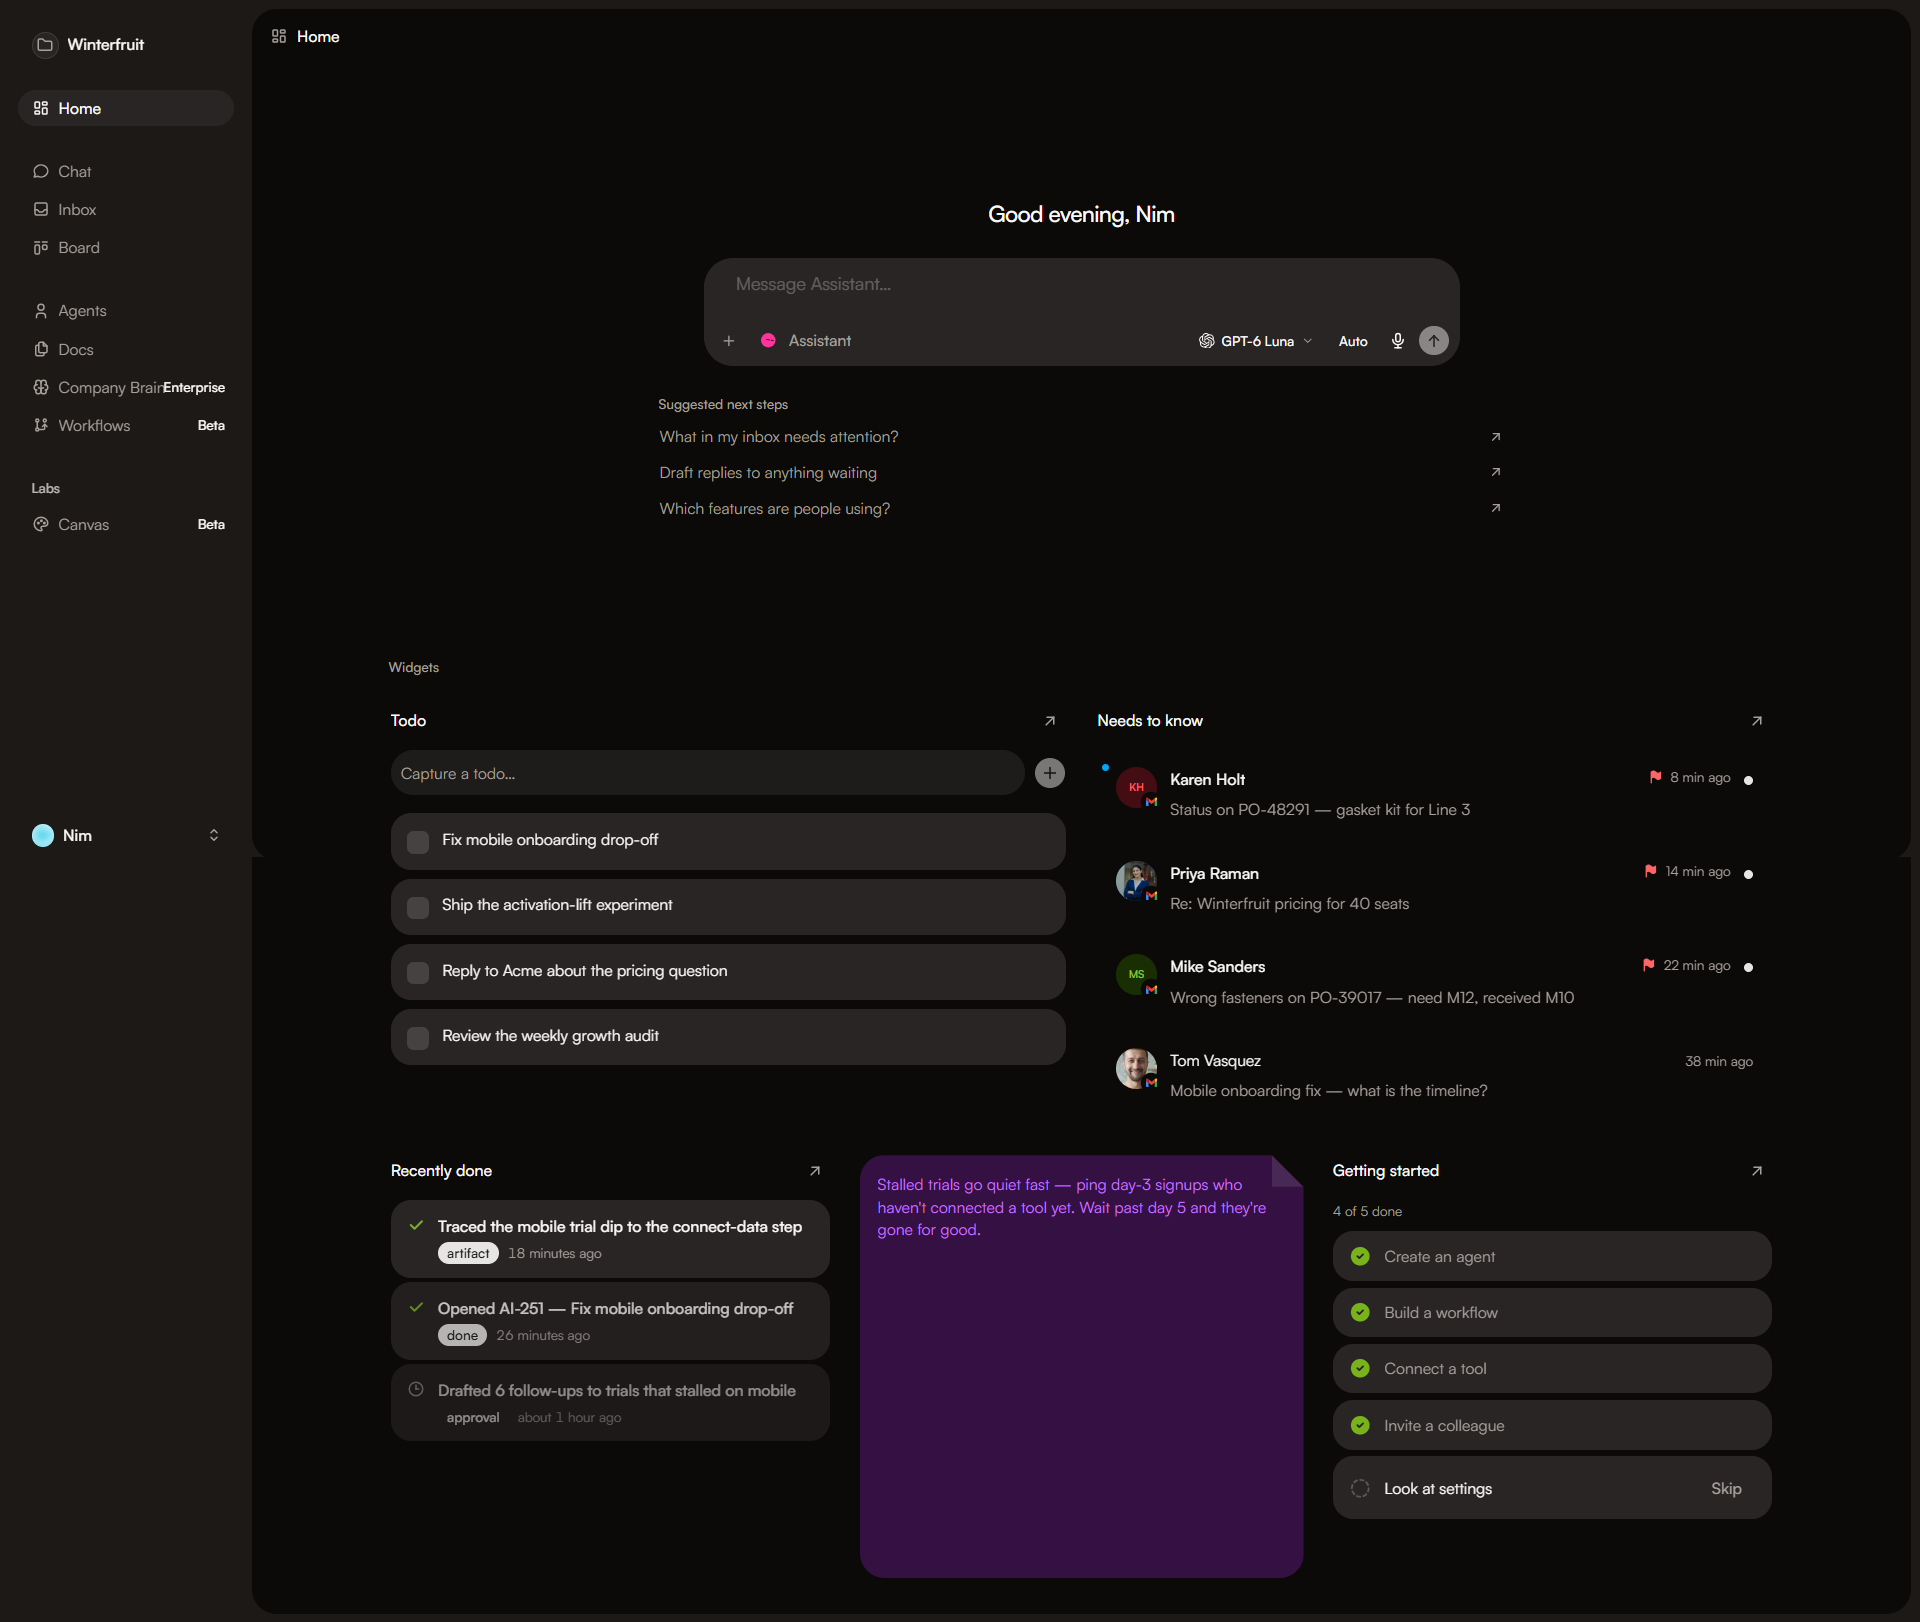 Winterfruit
Home
Chat
Inbox
Board
Agents
Docs
Company Brain Enterprise
Workflows Beta
Labs
Canvas Beta
Nim
Home
Good evening, Nim
Message Assistant...
Assistant GPT-6 Luna Auto
Suggested next steps
What in my inbox needs attention?
Draft replies to anything waiting
Which features are people using?
Widgets
Todo
Capture a todo...
Fix mobile onboarding drop-off
Ship the activation-lift experiment
Reply to Acme about the pricing question
Review the weekly growth audit
Needs to know
KH Karen Holt 8 min ago
Status on PO-48291 — gasket kit for Line 3
Priya Raman 14 min ago
Re: Winterfruit pricing for 40 seats
MS Mike Sanders 22 min ago
Wrong fasteners on PO-39017 — need M12, received M10
Tom Vasquez 38 min ago
Mobile onboarding fix — what is the timeline?
Recently done
Traced the mobile trial dip to the connect-data step
artifact 18 minutes ago
Opened AI-251 — Fix mobile onboarding drop-off
done 26 minutes ago
Drafted 6 follow-ups to trials that stalled on mobile
approval about 1 hour ago
Stalled trials go quiet fast — ping day-3 signups who
haven't connected a tool yet. Wait past day 5 and they're
gone for good.
Getting started
4 of 5 done
Create an agent
Build a workflow
Connect a tool
Invite a colleague
Look at settings Skip